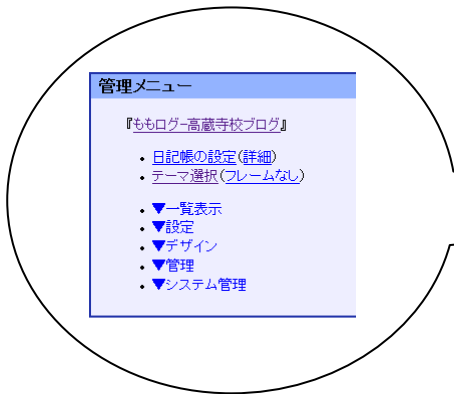 管理メニュー
『ももログ-高蔵寺校ブログ』
• 日記帳の設定(詳細)
• テーマ選択(フレームなし)
• ▼一覧表示
• ▼設定
• ▼デザイン
• ▼管理
• ▼システム管理